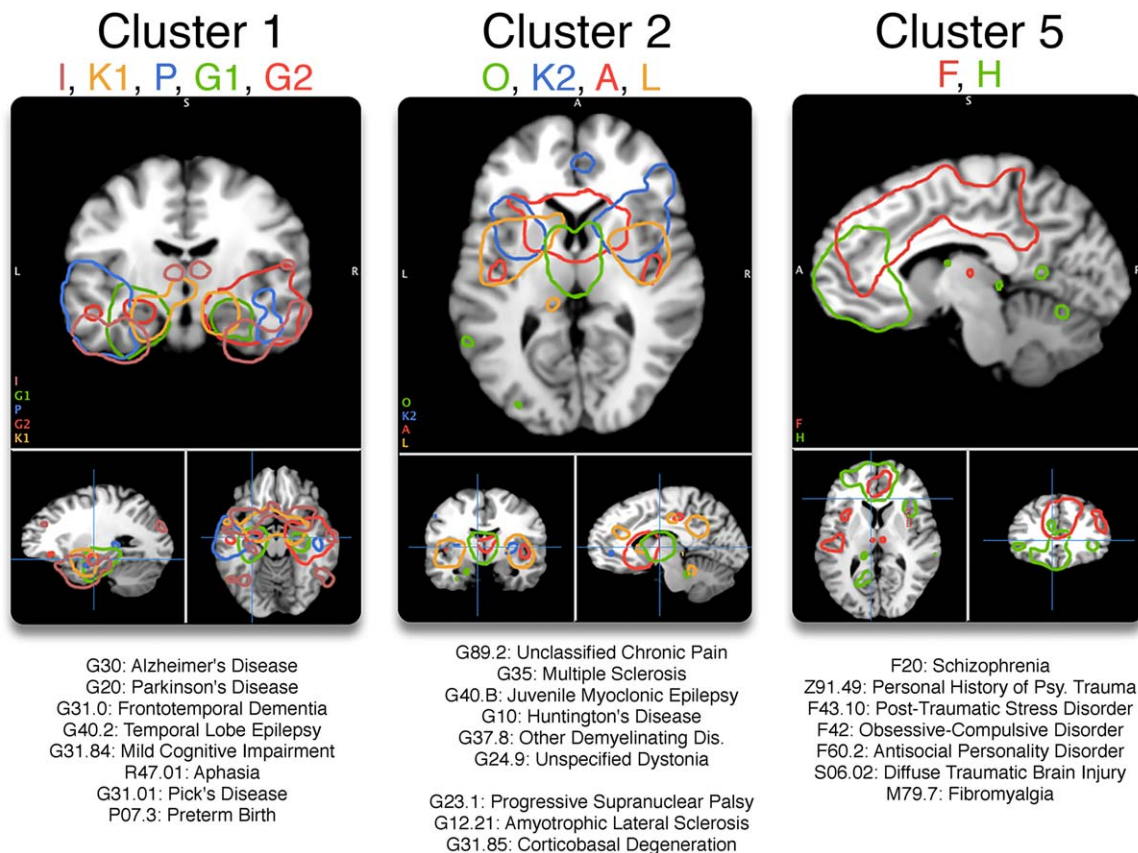 Cluster 1
I, K1, P, G1, G2
S
L
R
I
G1
P
G2
K1
G30: Alzheimer's Disease
G20: Parkinson's Disease
G31.0: Frontotemporal Dementia
G40.2: Temporal Lobe Epilepsy
G31.84: Mild Cognitive Impairment
R47.01: Aphasia
G31.01: Pick's Disease
P07.3: Preterm Birth
Cluster 2
O, K2, A, L
A
L
R
O
K2
A
L
G89.2: Unclassified Chronic Pain
G35: Multiple Sclerosis
G40.B: Juvenile Myoclonic Epilepsy
G10: Huntington's Disease
G37.8: Other Demyelinating Dis.
G24.9: Unspecified Dystonia
G23.1: Progressive Supranuclear Palsy
G12.21: Amyotrophic Lateral Sclerosis
G31.85: Corticobasal Degeneration
Cluster 5
F, H
S
A
F
H
F20: Schizophrenia
Z91.49: Personal History of Psy. Trauma
F43.10: Post-Traumatic Stress Disorder
F42: Obsessive-Compulsive Disorder
F60.2: Antisocial Personality Disorder
S06.02: Diffuse Traumatic Brain Injury
M79.7: Fibromyalgia